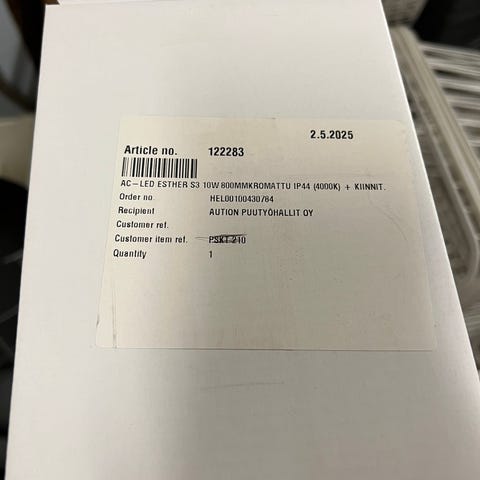 2.5.2025
Article no. 122283
AC-LED ESTHER S3 10W 800MMKROMATTU IP44 (4000K) + KIINNIT.
Order no. HEL00100430784
Recipient AUTION PUUTYÖHALLIT OY
Customer ref.
Customer item ref. PSKT 210
Quantity 1